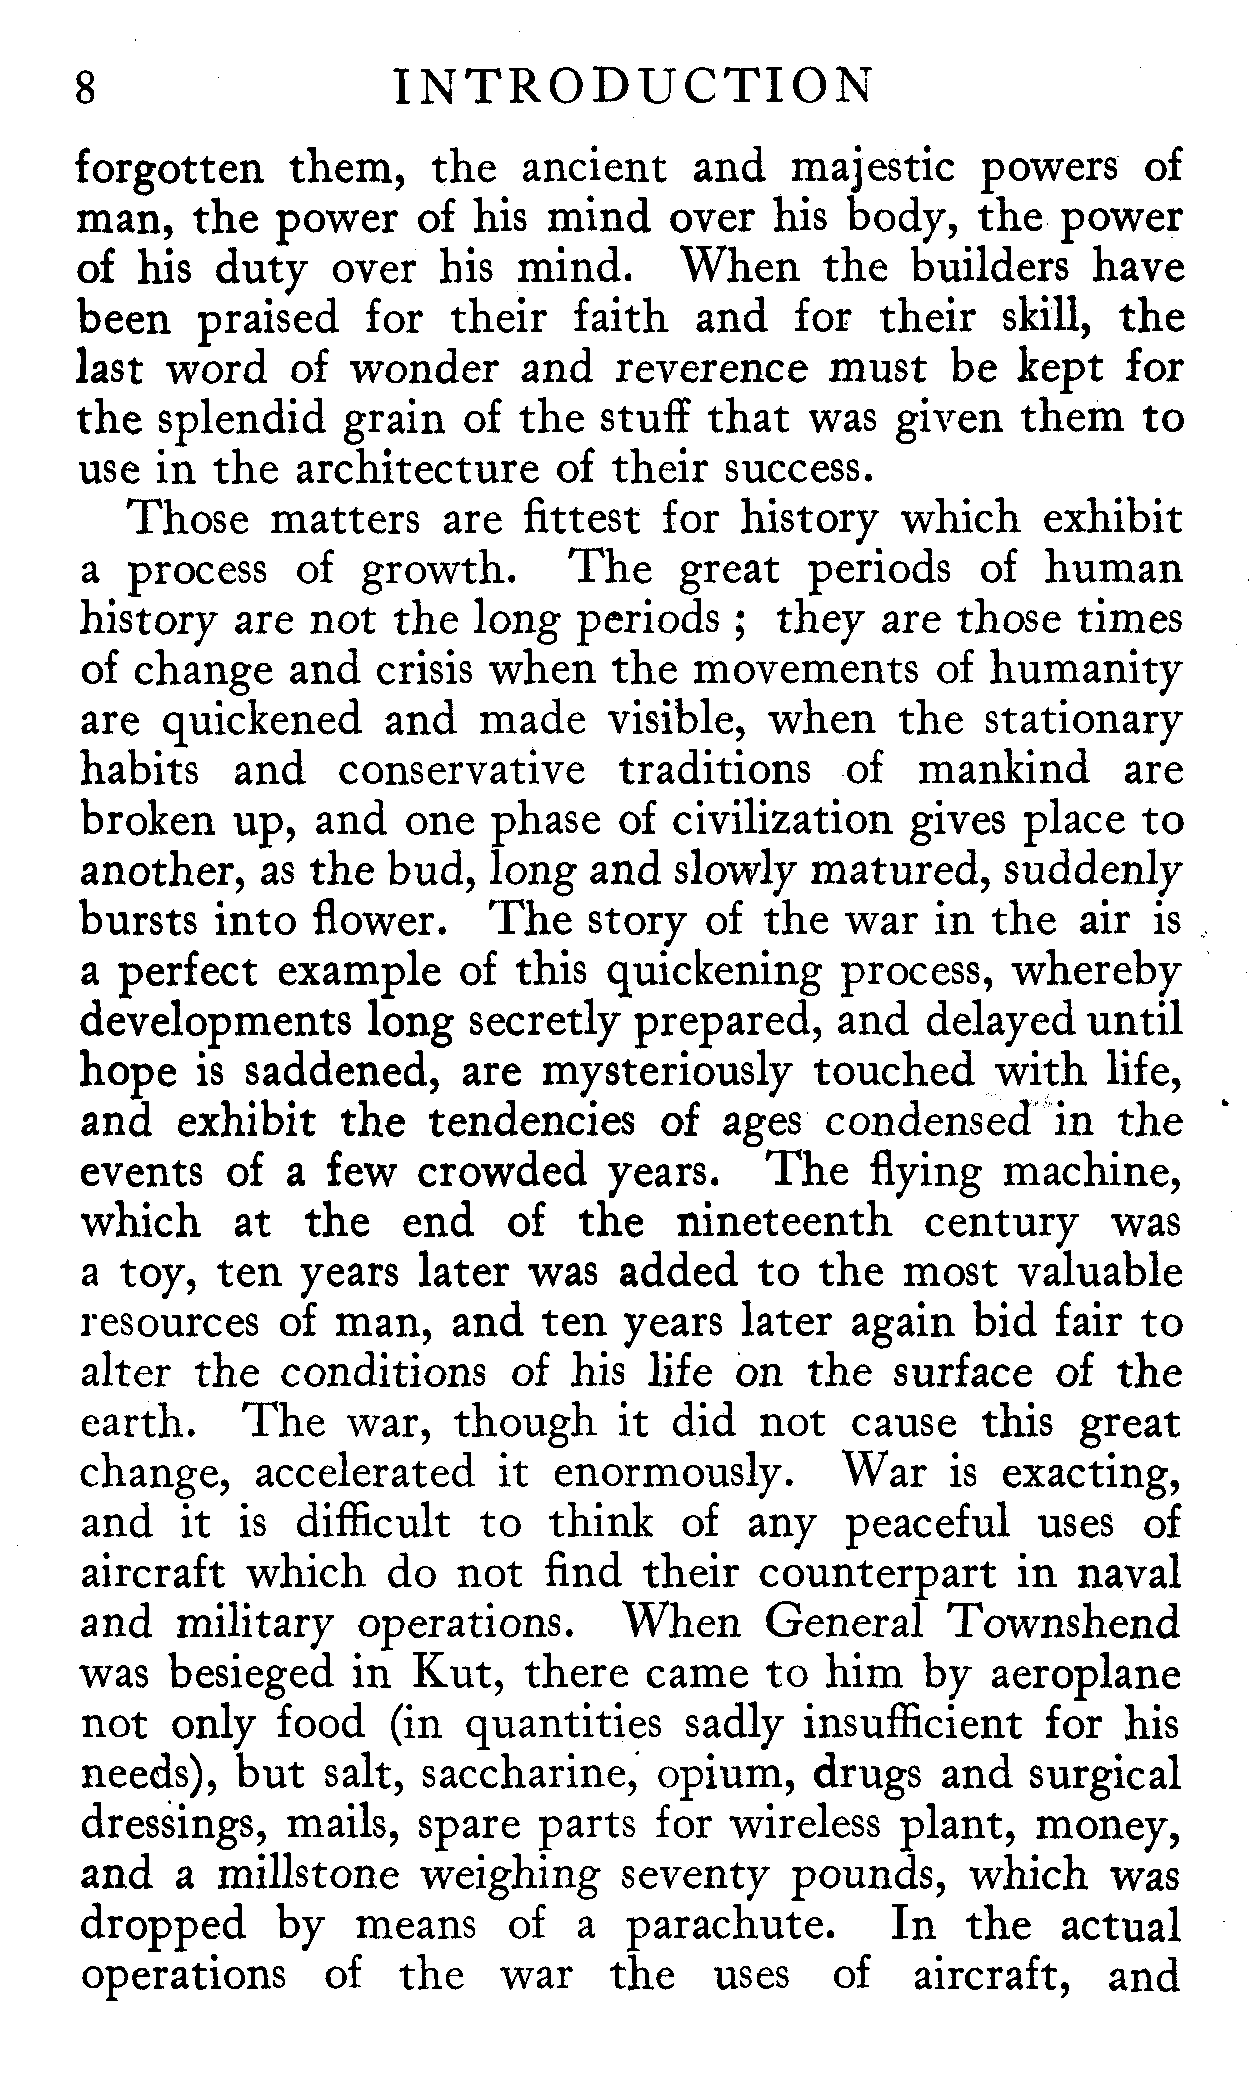 8 INTRODUCTION
forgotten them, the ancient and majestic powers of
man, the power of his mind over his body, the power
of his duty over his mind. When the builders have
been praised for their faith and for their skill, the
last word of wonder and reverence must be kept for
the splendid grain of the stuff that was given them to
use in the architecture of their success.
Those matters are fittest for history which exhibit
a process of growth. The great periods of human
history are not the long periods ; they are those times
of change and crisis when the movements of humanity
are quickened and made visible, when the stationary
habits and conservative traditions of mankind are
broken up, and one phase of civilization gives place to
another, as the bud, long and slowly matured, suddenly
bursts into flower. The story of the war in the air is
a perfect example of this quickening process, whereby
developments long secretly prepared, and delayed until
hope is saddened, are mysteriously touched with life,
and exhibit the tendencies of ages condensed in the
events of a few crowded years. The flying machine,
which at the end of the nineteenth century was
a toy, ten years later was added to the most valuable
resources of man, and ten years later again bid fair to
alter the conditions of his life on the surface of the
earth. The war, though it did not cause this great
change, accelerated it enormously. War is exacting,
and it is difficult to think of any peaceful uses of
aircraft which do not find their counterpart in naval
and military operations. When General Townshend
was besieged in Kut, there came to him by aeroplane
not only food (in quantities sadly insufficient for his
needs), but salt, saccharine, opium, drugs and surgical
dressings, mails, spare parts for wireless plant, money,
and a millstone weighing seventy pounds, which was
dropped by means of a parachute. In the actual
operations of the war the uses of aircraft, and